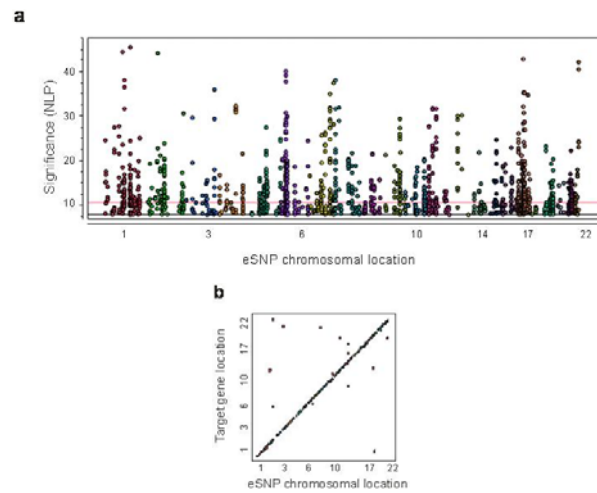 a
Significance (NLP)
40
30
20
10
1 3 6 10 14 17 22
eSNP chromosomal location
b
Target gene location
22
17
10
6
3
1
1 3 6 10 17 22
eSNP chromosomal location